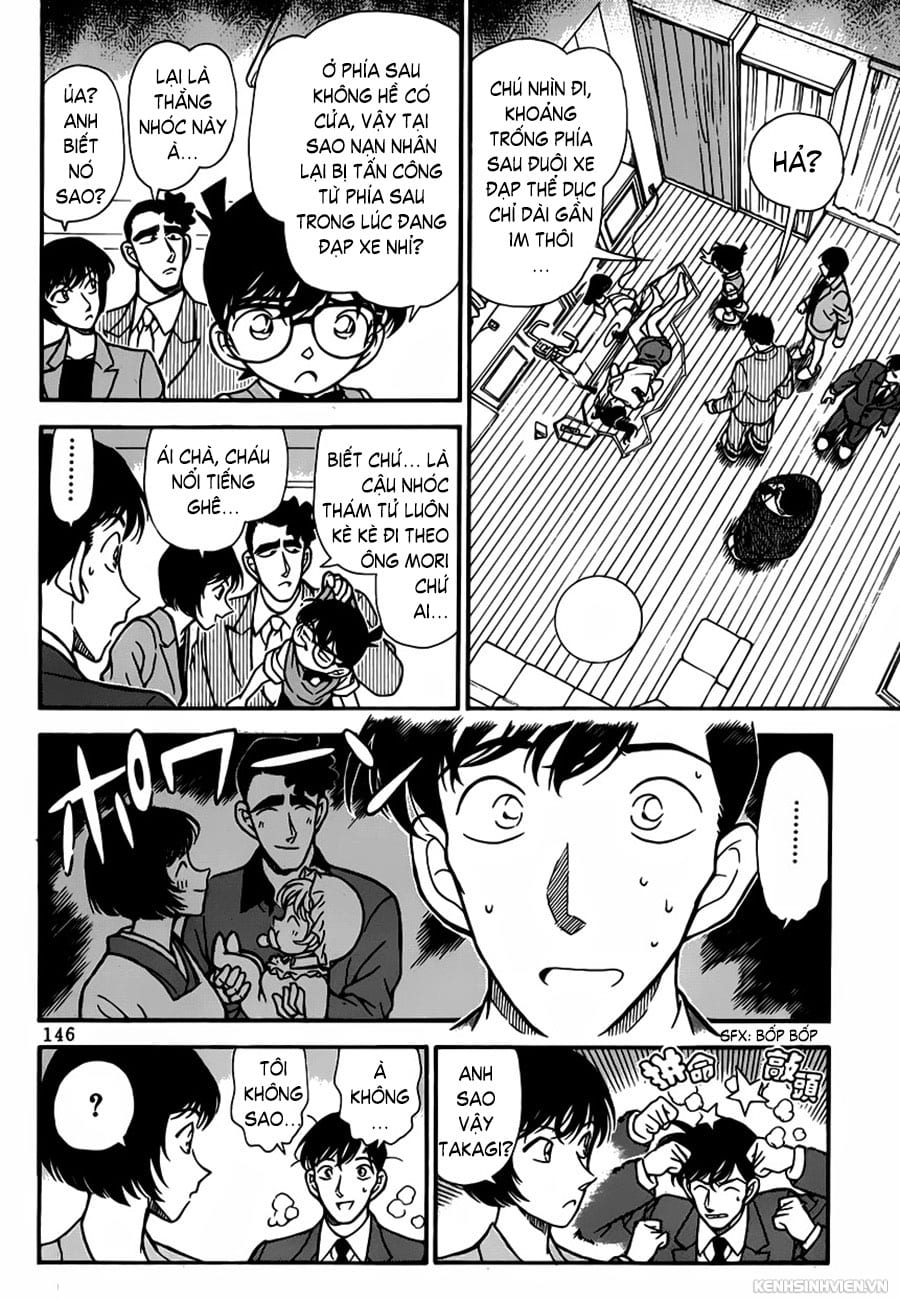 HẢ?
CHÚ NHÌN ĐI,
KHOẢNG
TRỐNG PHÍA
SAU ĐUÔI XE
ĐẠP THỂ DỤC
CHỈ DÀI GẦN
1M THÔI
...
Ở PHÍA SAU
KHÔNG HỀ CÓ
CỬA, VẬY TẠI
SAO NẠN NHÂN
LẠI BỊ TẤN CÔNG
TỪ PHÍA SAU
TRONG LÚC ĐANG
ĐẠP XE NHỈ?
LẠI LÀ
THẰNG
NHÓC NÀY
À...
ỦA?
ANH
BIẾT
NÓ
SAO?
BIẾT CHỨ... LÀ
CẬU NHÓC
THÁM TỬ LUÔN
KÈ KÈ ĐI THEO
ÔNG MORI
CHỨ
AI...
ÁI CHÀ, CHÁU
NỔI TIẾNG
GHÊ...
........
........
ポワーン
146
SFX: BỐP BỐP
ANH
SAO
VẬY
TAKAGI?
À
KHÔNG...
TÔI
KHÔNG
SAO...
?
KENHSINHVIEN.VN